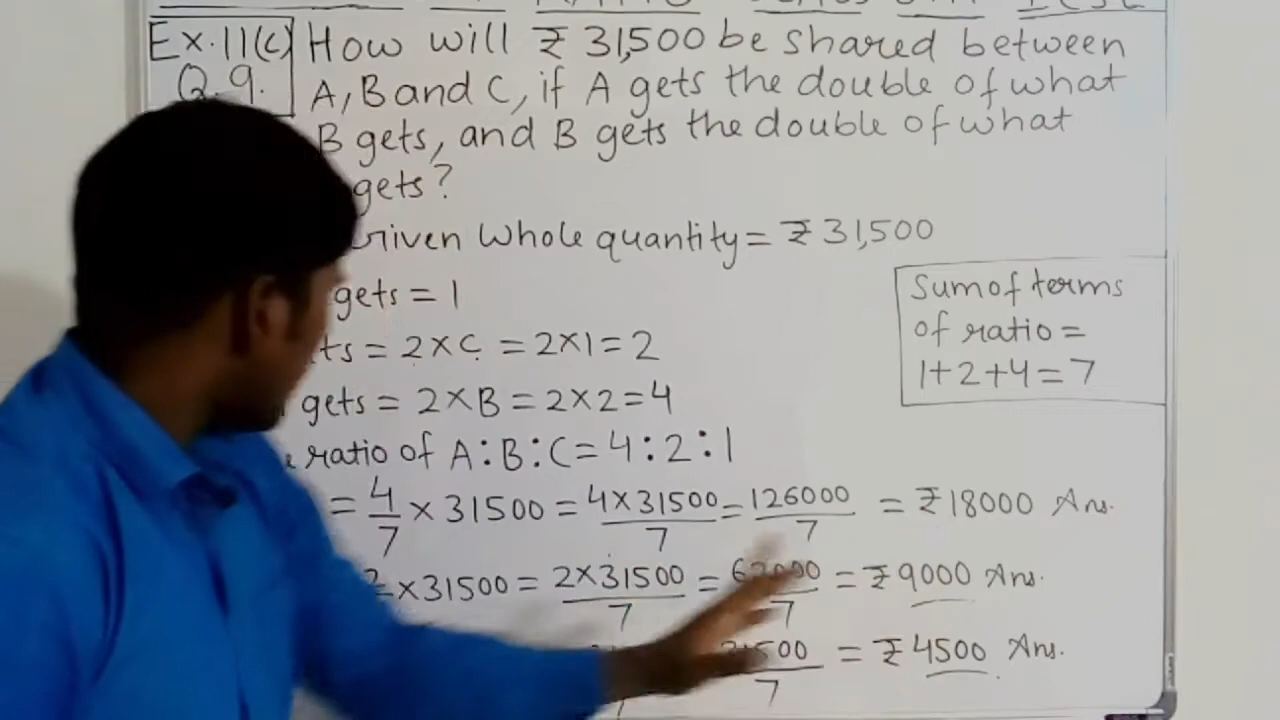 Ex.11(c) How will ₹ 31,500 be shared between
Q.9. A, B and C, if A gets the double of what
B gets, and B gets the double of what
gets?
Given Whole quantity = ₹ 31,500
gets = 1
ts = 2×C = 2×1 = 2
gets = 2×B = 2×2 = 4
ratio of A:B:C = 4:2:1
= 4/7 × 31500 = 4×31500/7 = 126000/7 = ₹18000 Ans.
×31500 = 2×31500/7 = /7 = ₹9000 Ans.
/7 = ₹4500 Ans.
Sum of terms
of ratio =
1+2+4=7